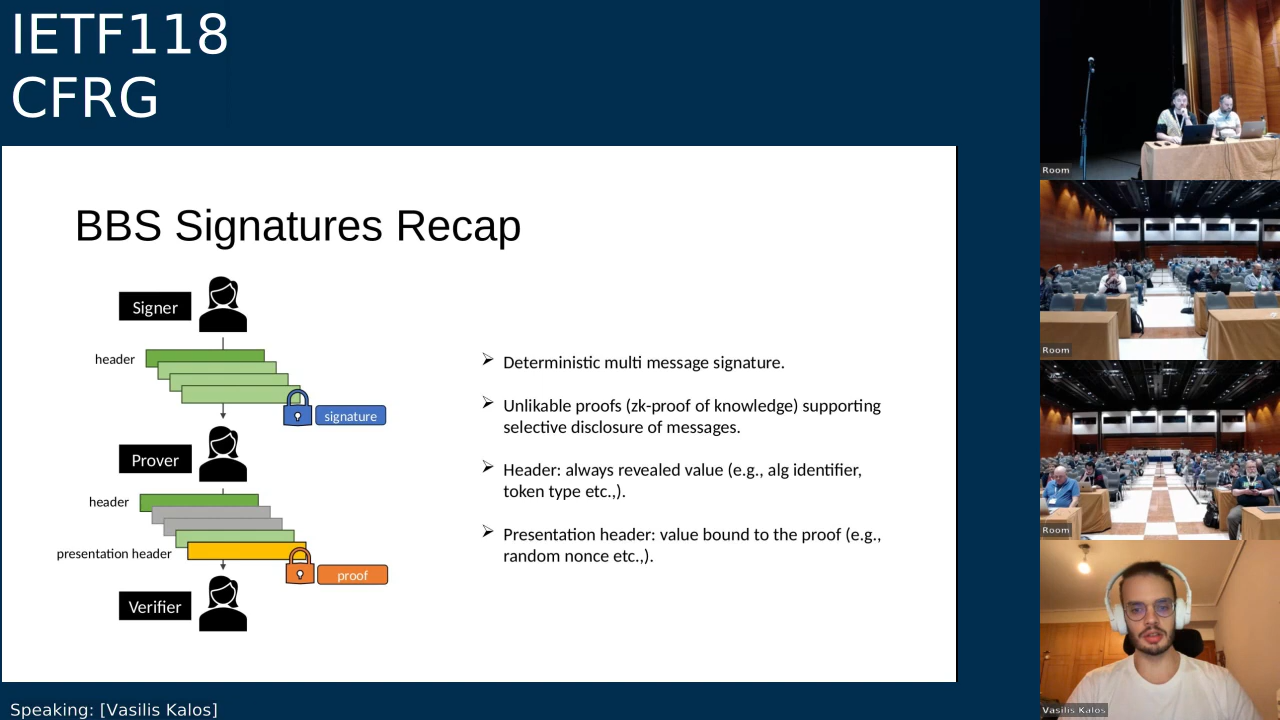 IETF118
CFRG
BBS Signatures Recap
Signer
header
signature
Prover
header
presentation header
proof
Verifier
Deterministic multi message signature.
Unlikable proofs (zk-proof of knowledge) supporting
selective disclosure of messages.
Header: always revealed value (e.g., alg identifier,
token type etc.,).
Presentation header: value bound to the proof (e.g.,
random nonce etc.,).
Room
Room
Room
Vasilis Kalos
Speaking: [Vasilis Kalos]